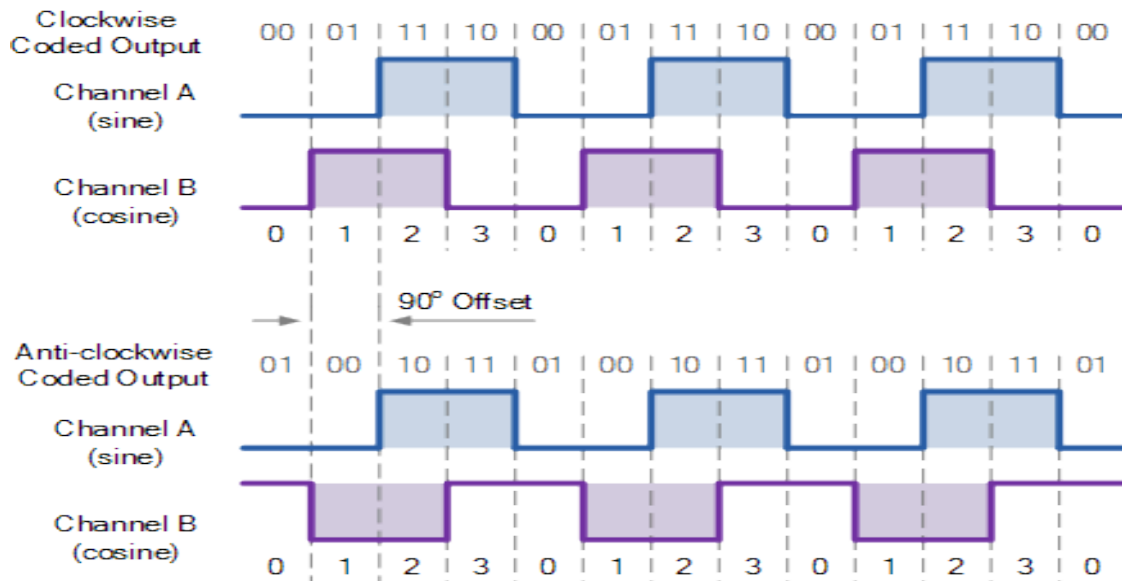 Clockwise
Coded Output
00 01 11 10 00 01 11 10 00 01 11 10 00
Channel A
(sine)
Channel B
(cosine)
0 1 2 3 0 1 2 3 0 1 2 3 0
90° Offset
Anti-clockwise
Coded Output
01 00 10 11 01 00 10 11 01 00 10 11 01
Channel A
(sine)
Channel B
(cosine)
0 1 2 3 0 1 2 3 0 1 2 3 0